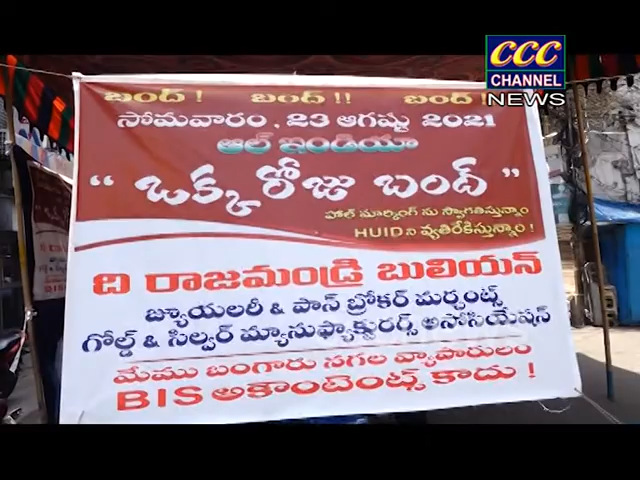 CCC
CHANNEL
NEWS
బంద్ ! బంద్ !! బంద్ !
సోమవారం, 23 ఆగష్టు 2021
ఆల్ ఇండియా
“ ఒక్క రోజు బంద్ ”
హాల్ మార్కింగ్ ను స్వాగతిస్తున్నాం
HUID ని వ్యతిరేకిస్తున్నాం !
ది రాజమండ్రి బులియన్
జ్యూయలరీ & పాన్ బ్రోకర్ మర్చంట్స్
గోల్డ్ & సిల్వర్ మ్యానుఫ్యాక్చరర్స్ అసోసియేషన్
మేము బంగారు నగల వ్యాపారులం
BIS అకౌంటెంట్స్ కాదు !